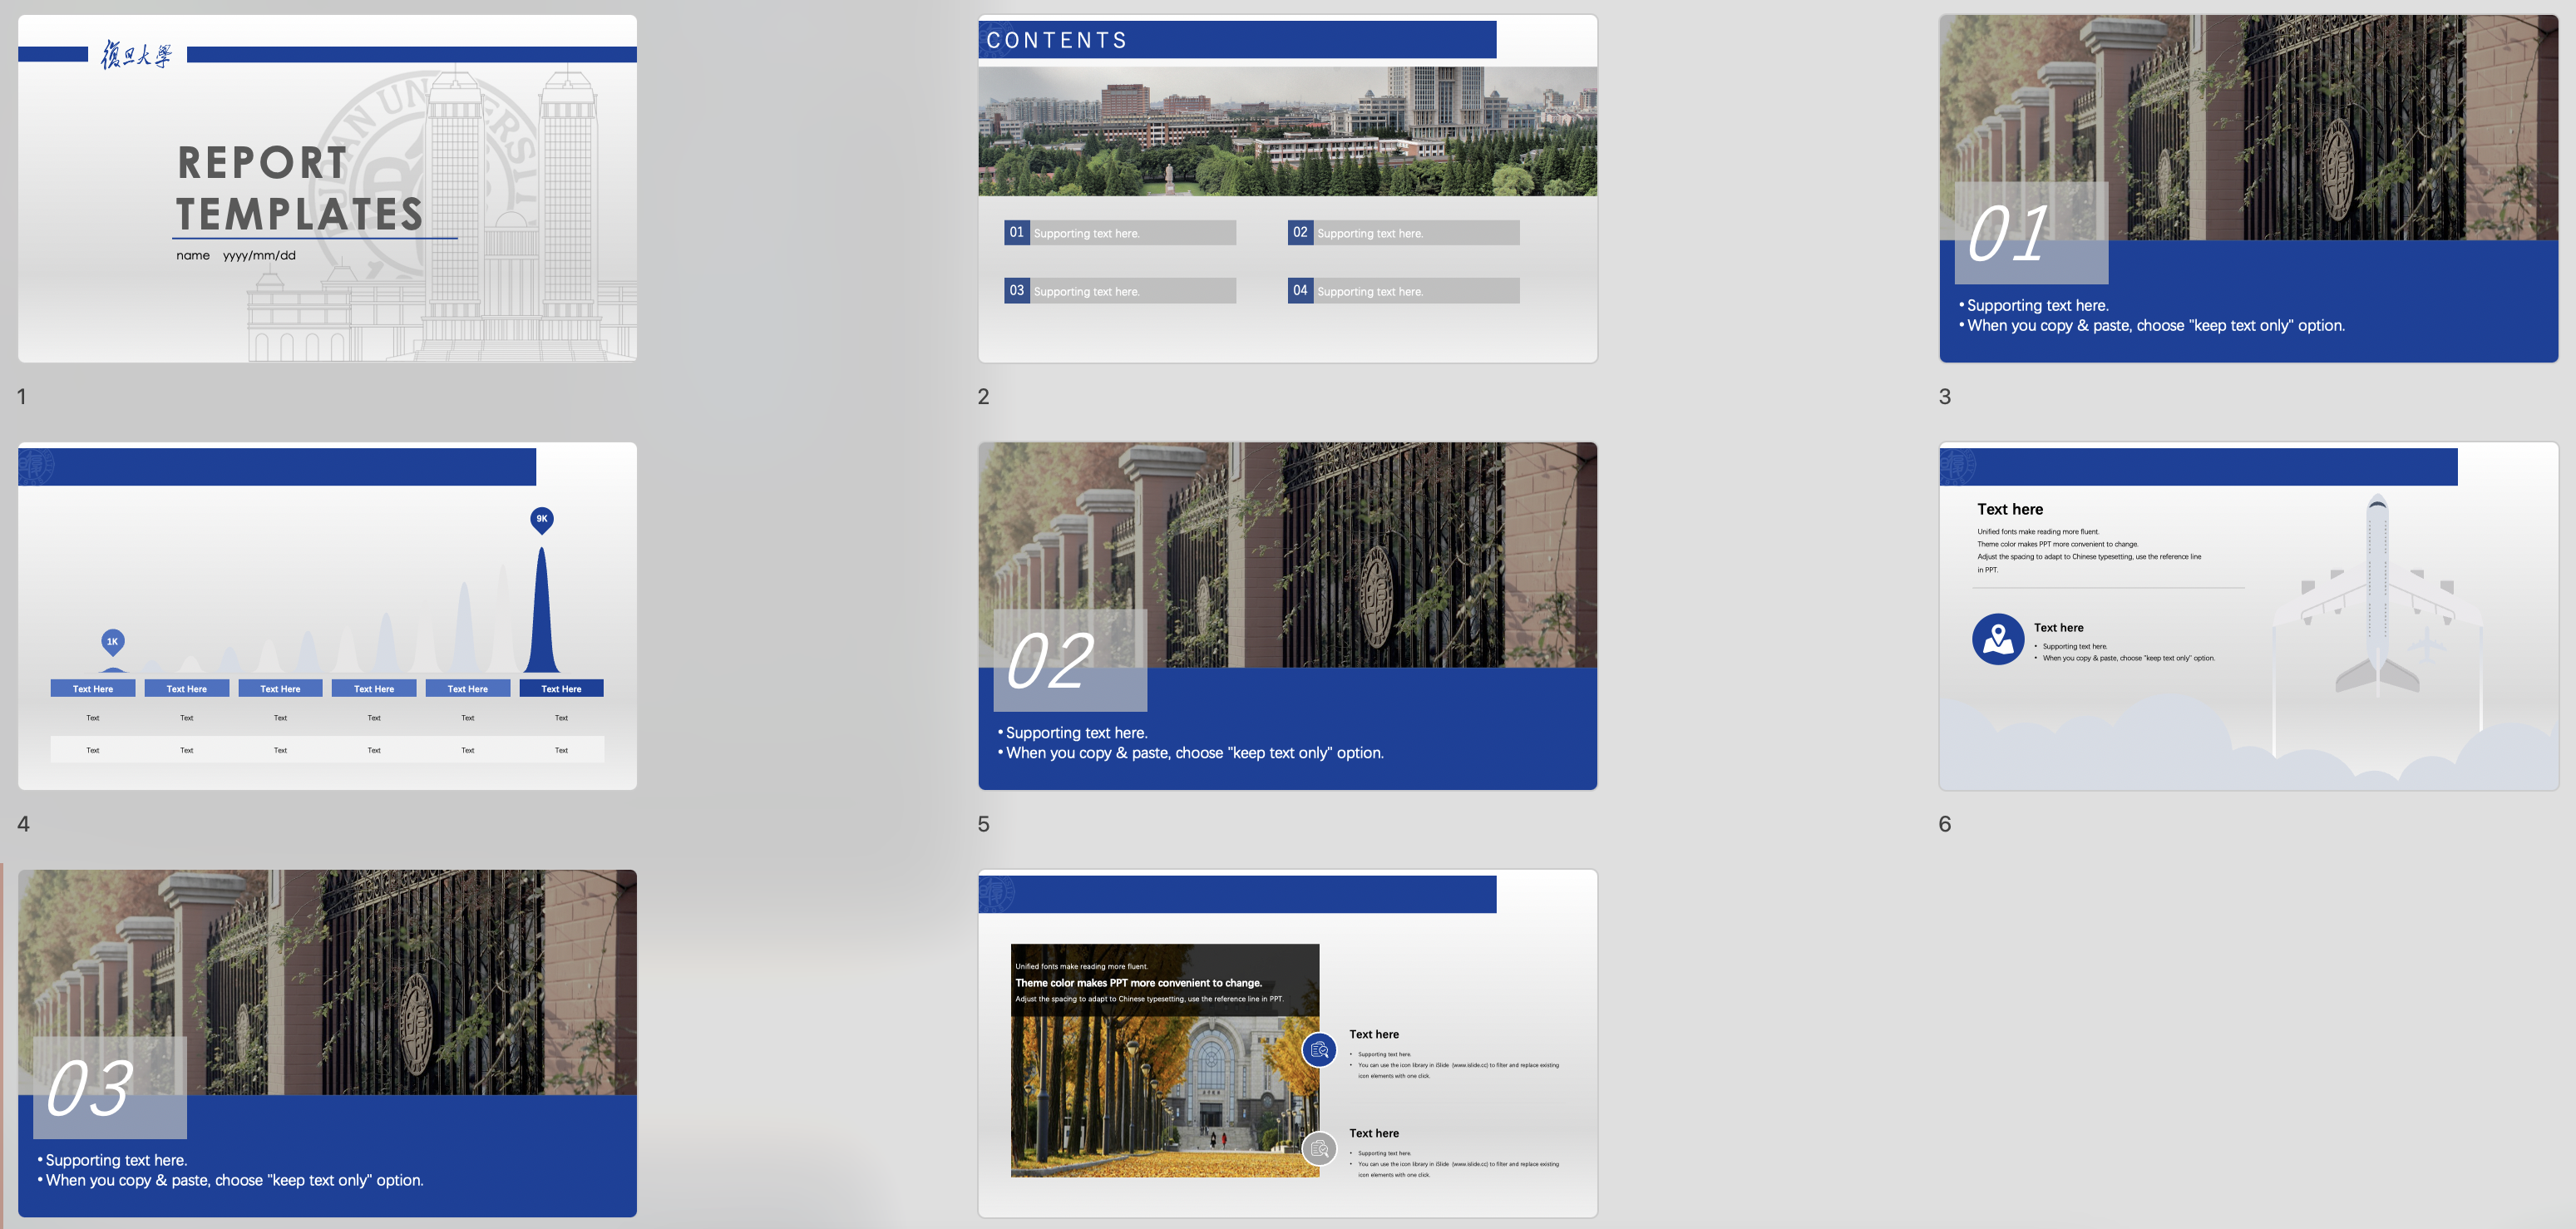 復旦大學
REPORT
TEMPLATES
name yyyy/mm/dd
1
CONTENTS
01 Supporting text here.
02 Supporting text here.
03 Supporting text here.
04 Supporting text here.
2
01
• Supporting text here.
• When you copy & paste, choose "keep text only" option.
3
9K
1K
Text Here Text Here Text Here Text Here Text Here Text Here
Text Text Text Text Text Text
Text Text Text Text Text Text
4
02
• Supporting text here.
• When you copy & paste, choose "keep text only" option.
5
Text here
Unified fonts make reading more fluent.
Theme color makes PPT more convenient to change.
Adjust the spacing to adapt to Chinese typesetting, use the reference line
in PPT.
Text here
• Supporting text here.
• When you copy & paste, choose "keep text only" option.
6
03
• Supporting text here.
• When you copy & paste, choose "keep text only" option.
Unified fonts make reading more fluent.
Theme color makes PPT more convenient to change.
Adjust the spacing to adapt to Chinese typesetting, use the reference line in PPT.
Text here
• Supporting text here.
• You can use the icon library in iSlide (www.islide.cc) to filter and replace existing
icon elements with one click.
Text here
• Supporting text here.
• You can use the icon library in iSlide (www.islide.cc) to filter and replace existing
icon elements with one click.